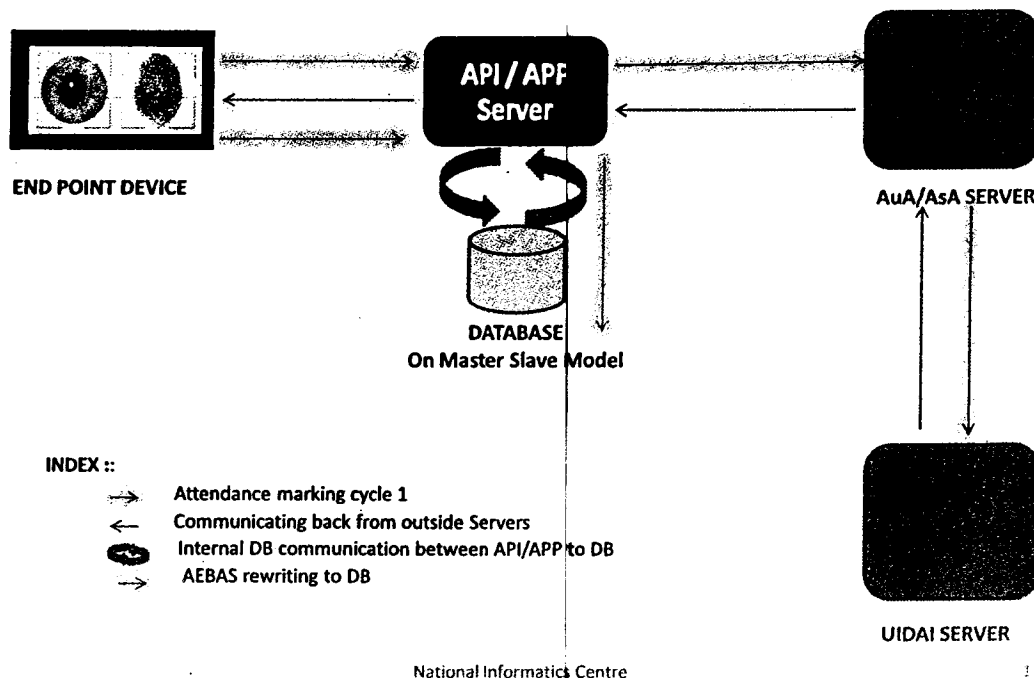 API / APP
Server
END POINT DEVICE
AuA/AsA SERVER
DATABASE
On Master Slave Model
INDEX ::
Attendance marking cycle 1
Communicating back from outside Servers
Internal DB communication between API/APP to DB
AEBAS rewriting to DB
UIDAI SERVER
National Informatics Centre